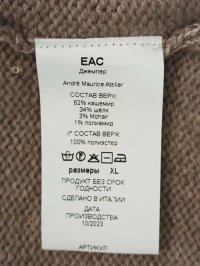 EAC
Джемпер
André Maurice Atelier
СОСТАВ ВЕРХ:
62% кашемир
34% шёлк
3% Mohair
1% полиамид
II° СОСТАВ ВЕРХ:
100% полиэстер
размеры XL
ПРОДУКТ БЕЗ СРОК
ГОДНОСТИ
СДЕЛАНО В ИТАЛИИ
ДАТА
ПРОИЗВОДСТВА
10/2023
АРТИКУЛ